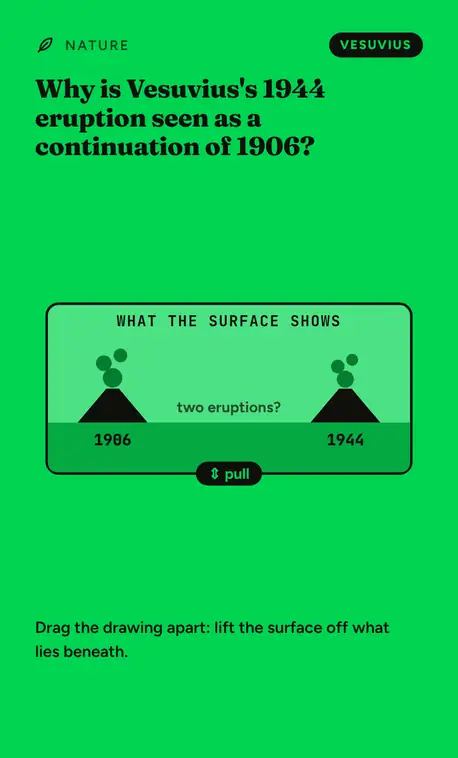 NATURE
VESUVIUS
Why is Vesuvius's 1944
eruption seen as a
continuation of 1906?
WHAT THE SURFACE SHOWS
two eruptions?
1906
1944
⇕ pull
Drag the drawing apart: lift the surface off what
lies beneath.